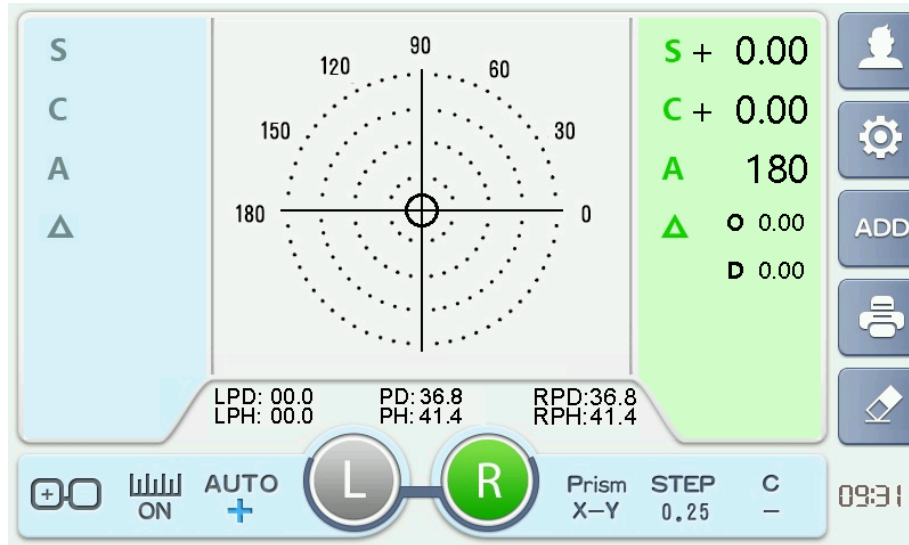 S
C
A
Δ
90
120
60
150
30
180
0
S + 0.00
C + 0.00
A 180
Δ O 0.00
D 0.00
ADD
LPD: 00.0 PD: 36.8 RPD:36.8
LPH: 00.0 PH: 41.4 RPH:41.4
ON
AUTO
+
L
R
Prism
X–Y
STEP
0.25
C
–
09:31